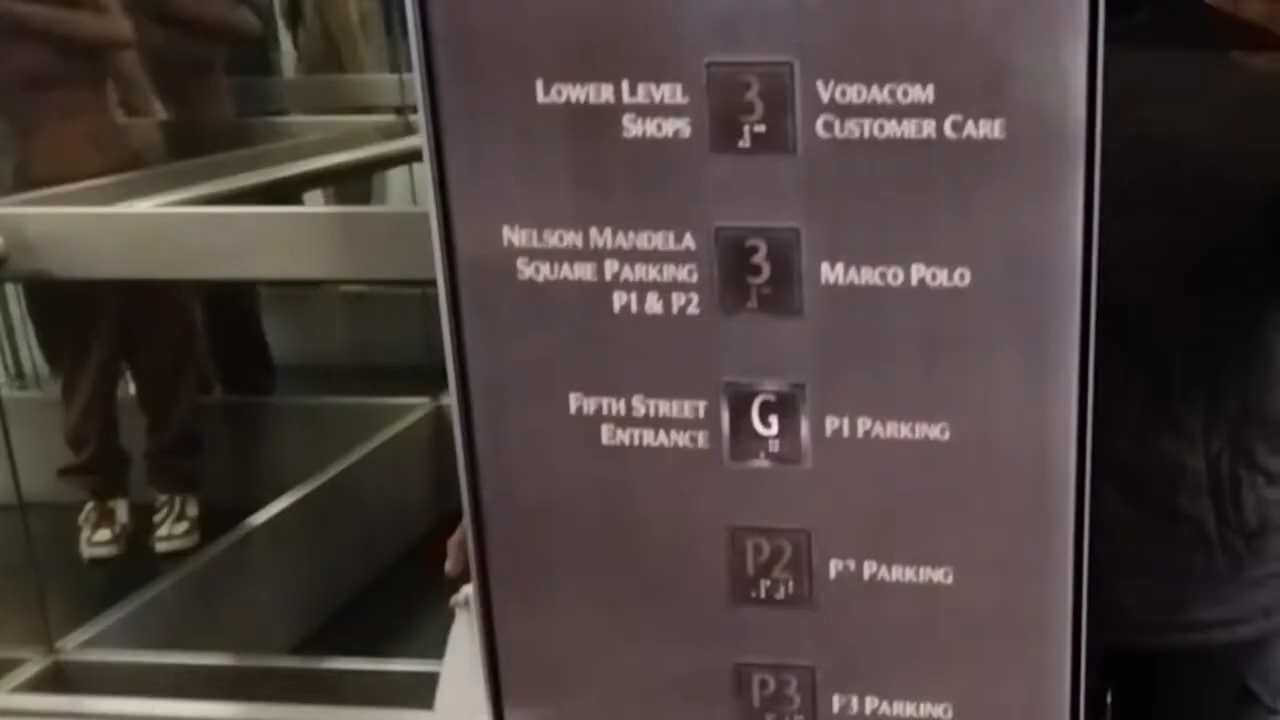 LOWER LEVEL
SHOPS
3
VODACOM
CUSTOMER CARE
NELSON MANDELA
SQUARE PARKING
P1 & P2
3
MARCO POLO
FIFTH STREET
ENTRANCE
G
P1 PARKING
P2
PARKING
P3
P3 PARKING